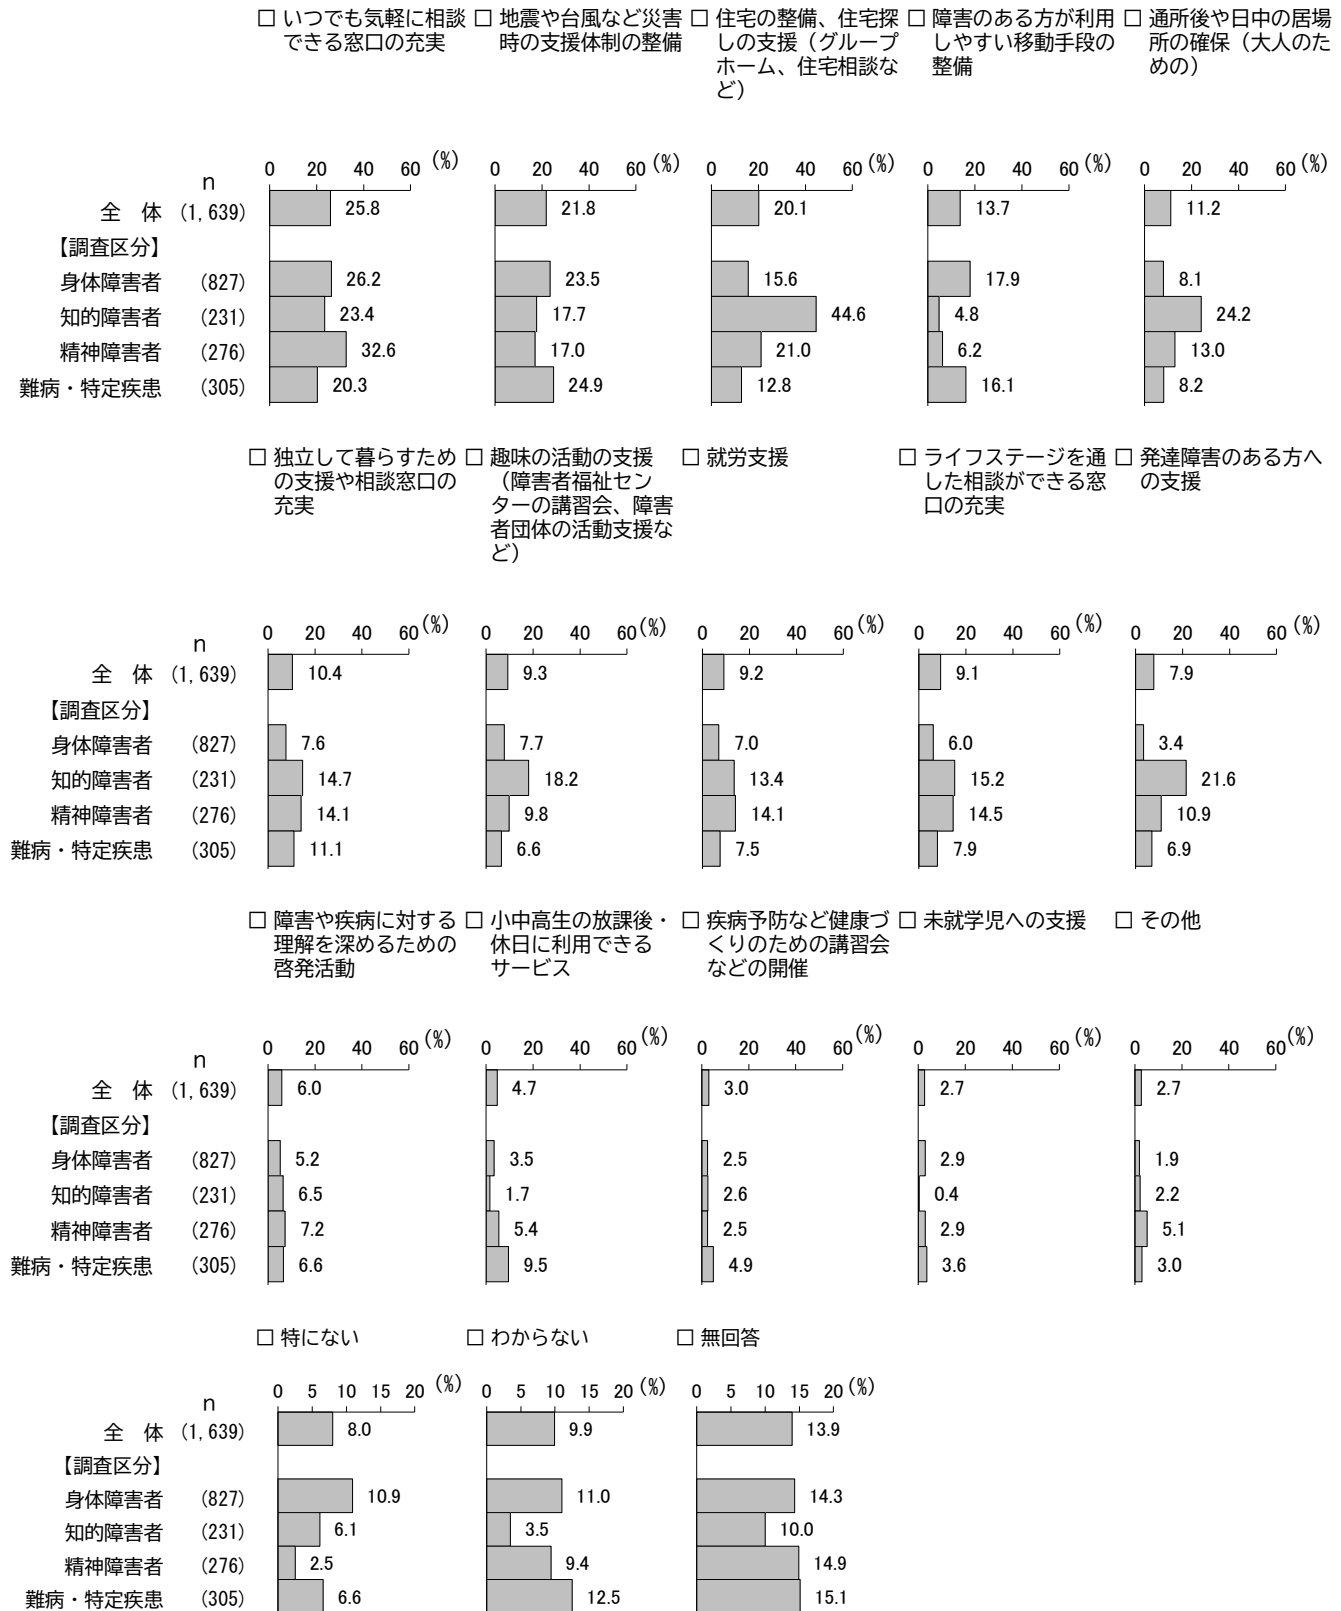 □ いつでも気軽に相談 □ 地震や台風など災害 □ 住宅の整備、住宅探 □ 障害のある方が利用 □ 通所後や日中の居場
できる窓口の充実 時の支援体制の整備 しの支援（グループ しやすい移動手段の 所の確保（大人のた
ホーム、住宅相談な 整備 めの）
ど）
0 20 40 60 (%) 0 20 40 60 (%) 0 20 40 60 (%) 0 20 40 60 (%) 0 20 40 60 (%)
n
全 体 (1,639) 25.8 21.8 20.1 13.7 11.2
【調査区分】
身体障害者 (827) 26.2 23.5 15.6 17.9 8.1
知的障害者 (231) 23.4 17.7 44.6 4.8 24.2
精神障害者 (276) 32.6 17.0 21.0 6.2 13.0
難病・特定疾患 (305) 20.3 24.9 12.8 16.1 8.2
□ 独立して暮らすため □ 趣味の活動の支援 □ 就労支援 □ ライフステージを通 □ 発達障害のある方へ
の支援や相談窓口の （障害者福祉セン した相談ができる窓 の支援
充実 ターの講習会、障害 口の充実
者団体の活動支援な
ど）
0 20 40 60 (%) 0 20 40 60 (%) 0 20 40 60 (%) 0 20 40 60 (%) 0 20 40 60 (%)
n
全 体 (1,639) 10.4 9.3 9.2 9.1 7.9
【調査区分】
身体障害者 (827) 7.6 7.7 7.0 6.0 3.4
知的障害者 (231) 14.7 18.2 13.4 15.2 21.6
精神障害者 (276) 14.1 9.8 14.1 14.5 10.9
難病・特定疾患 (305) 11.1 6.6 7.5 7.9 6.9
□ 障害や疾病に対する □ 小中高生の放課後・ □ 疾病予防など健康づ □ 未就学児への支援 □ その他
理解を深めるための 休日に利用できる くりのための講習会
啓発活動 サービス などの開催
0 20 40 60 (%) 0 20 40 60 (%) 0 20 40 60 (%) 0 20 40 60 (%) 0 20 40 60 (%)
n
全 体 (1,639) 6.0 4.7 3.0 2.7 2.7
【調査区分】
身体障害者 (827) 5.2 3.5 2.5 2.9 1.9
知的障害者 (231) 6.5 1.7 2.6 0.4 2.2
精神障害者 (276) 7.2 5.4 2.5 2.9 5.1
難病・特定疾患 (305) 6.6 9.5 4.9 3.6 3.0
□ 特にない □ わからない □ 無回答
0 5 10 15 20 (%) 0 5 10 15 20 (%) 0 5 10 15 20 (%)
n
全 体 (1,639) 8.0 9.9 13.9
【調査区分】
身体障害者 (827) 10.9 11.0 14.3
知的障害者 (231) 6.1 3.5 10.0
精神障害者 (276) 2.5 9.4 14.9
難病・特定疾患 (305) 6.6 12.5 15.1